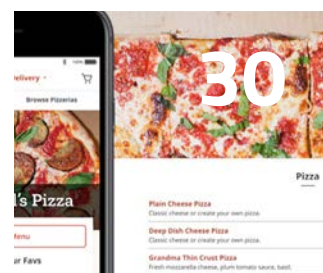 30
Delivery
Browse Pizzerias
l's Pizza
Menu
ur Favs
Pizza
Plain Cheese Pizza
Classic cheese or create your own pizza.
Deep Dish Cheese Pizza
Classic cheese or create your own pizza.
Grandma Thin Crust Pizza
Fresh mozzarella cheese, plum tomato sauce, basil.